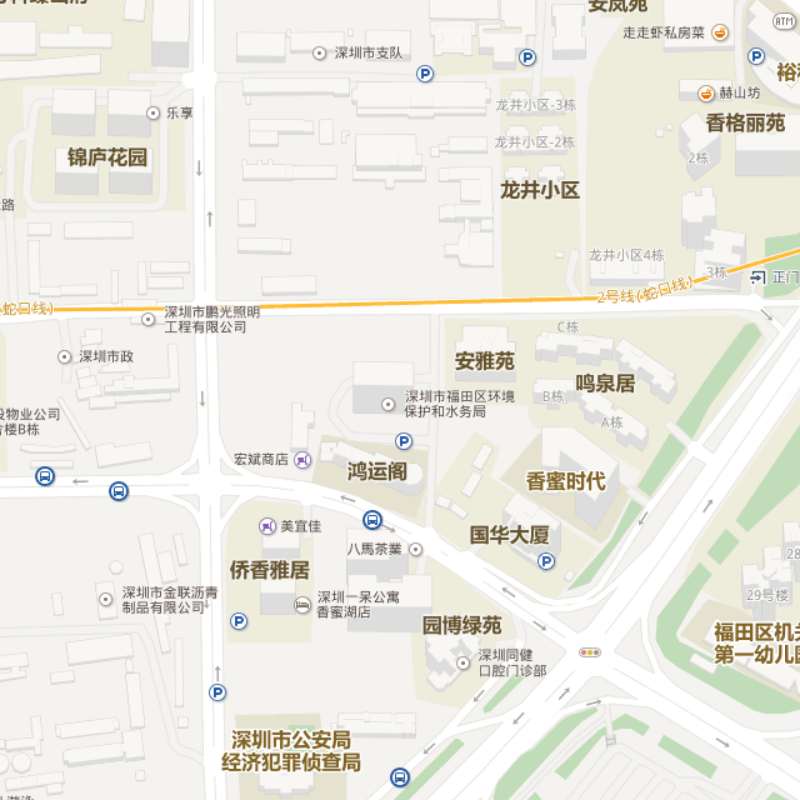 安岚苑
走走虾私房菜
ATM
深圳市支队
P
P
P
裕
赫山坊
乐享
龙井小区-3栋
香格丽苑
锦庐花园
龙井小区-2栋
2栋
龙井小区
路
龙井小区4栋
3栋
正门
2号线(蛇口线)
蛇口线)
深圳市鹏光照明
工程有限公司
C栋
深圳市政
安雅苑
鸣泉居
B栋
深圳市福田区环境
保护和水务局
A栋
投物业公司
舍楼B栋
P
宏斌商店
鸿运阁
香蜜时代
美宜佳
国华大厦
八馬茶業
P
侨香雅居
28
29号楼
深圳市金联沥青
制品有限公司
深圳一呆公寓
香蜜湖店
P
园博绿苑
福田区机关
第一幼儿园
深圳同健
口腔门诊部
P
深圳市公安局
经济犯罪侦查局